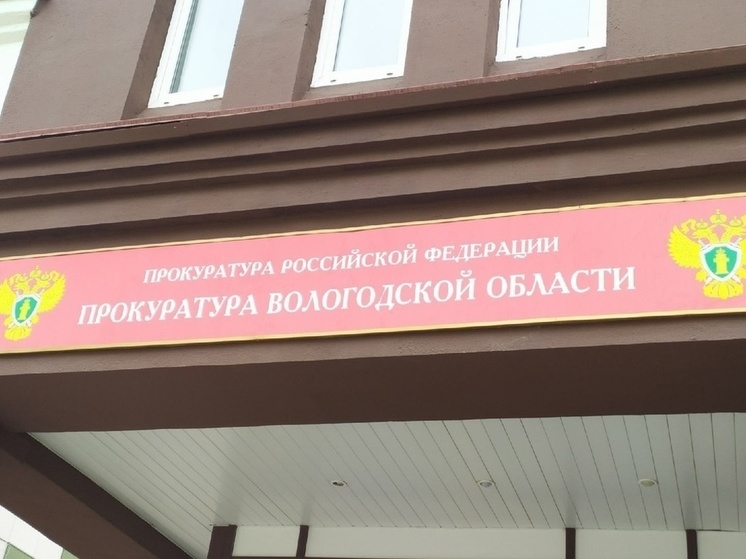 ПРОКУРАТУРА РОССИЙСКОЙ ФЕДЕРАЦИИ
ПРОКУРАТУРА ВОЛОГОДСКОЙ ОБЛАСТИ